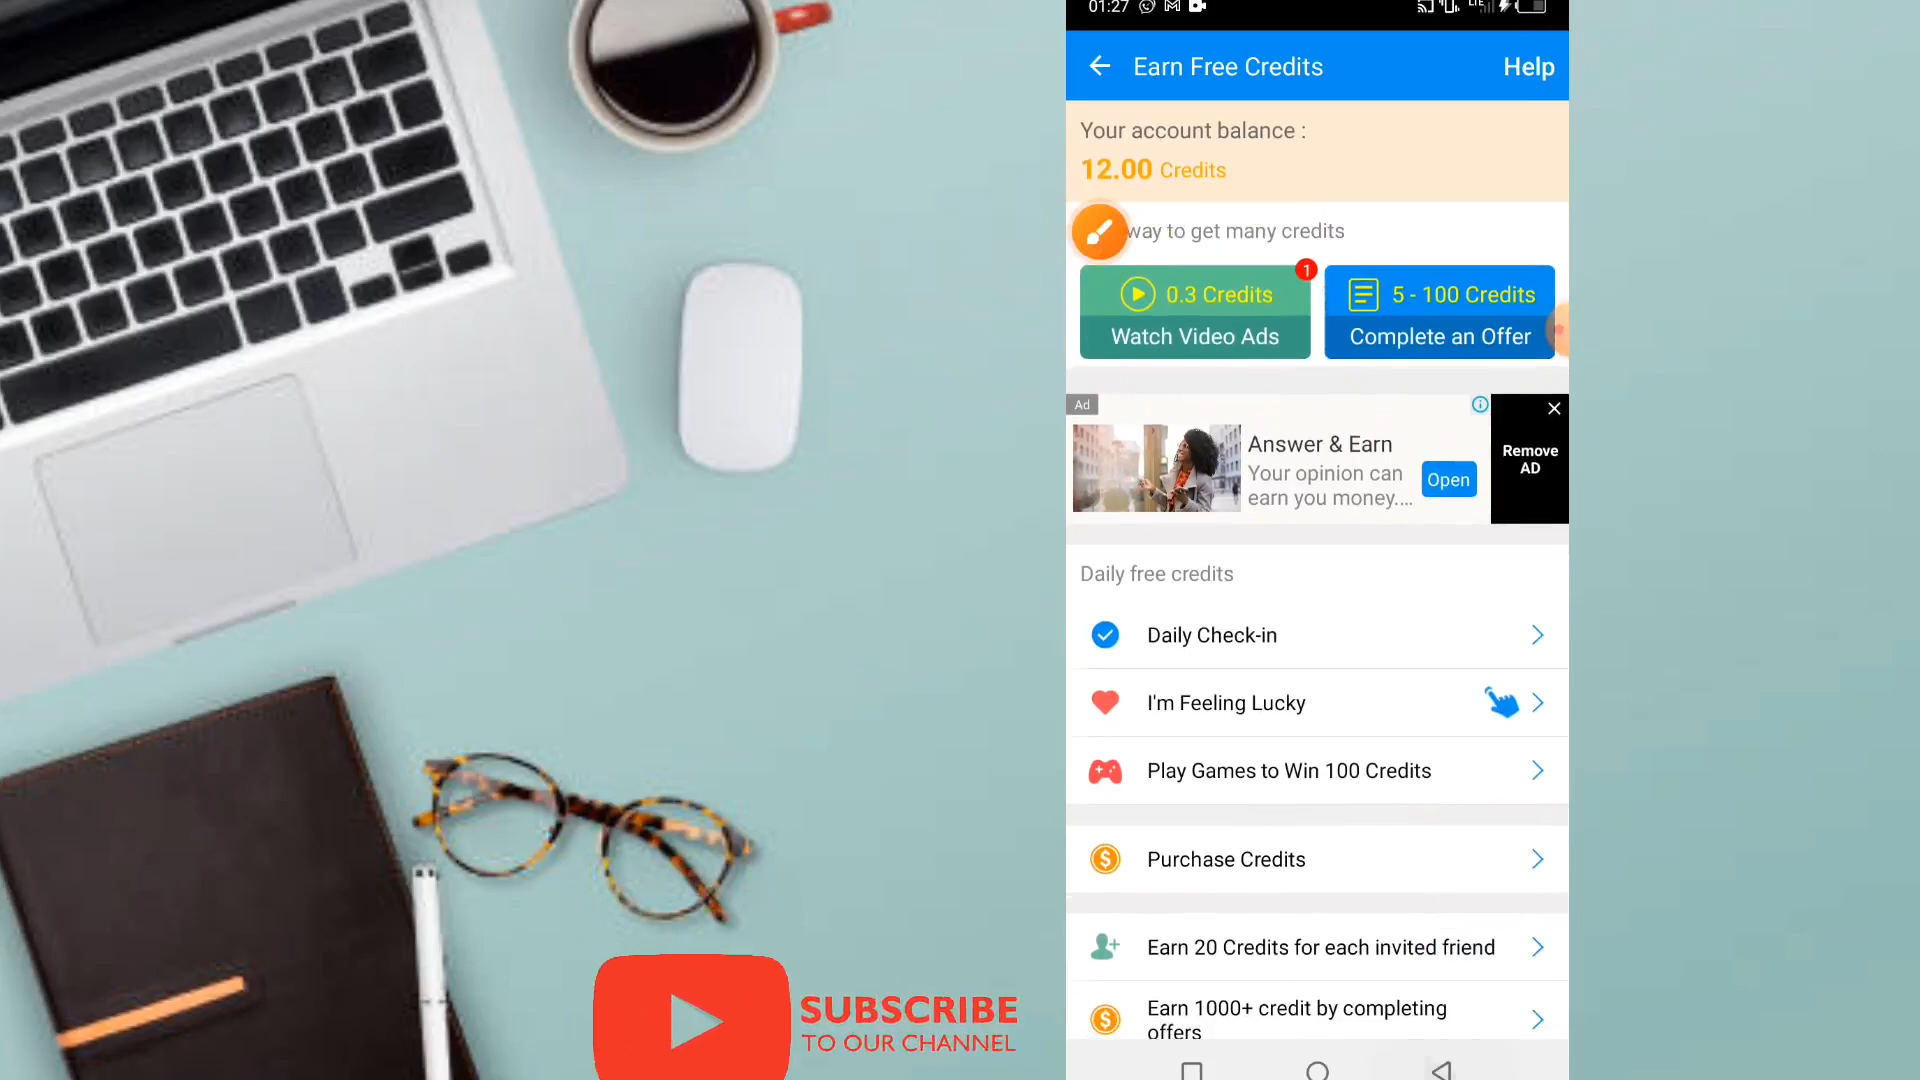 01:27
LTE
Earn Free Credits
Help
Your account balance :
12.00 Credits
way to get many credits
1
0.3 Credits
5 - 100 Credits
Watch Video Ads
Complete an Offer
Ad
Answer & Earn
Your opinion can
earn you money....
Open
Remove
AD
Daily free credits
Daily Check-in
I'm Feeling Lucky
Play Games to Win 100 Credits
Purchase Credits
Earn 20 Credits for each invited friend
Earn 1000+ credit by completing
offers
SUBSCRIBE
TO OUR CHANNEL